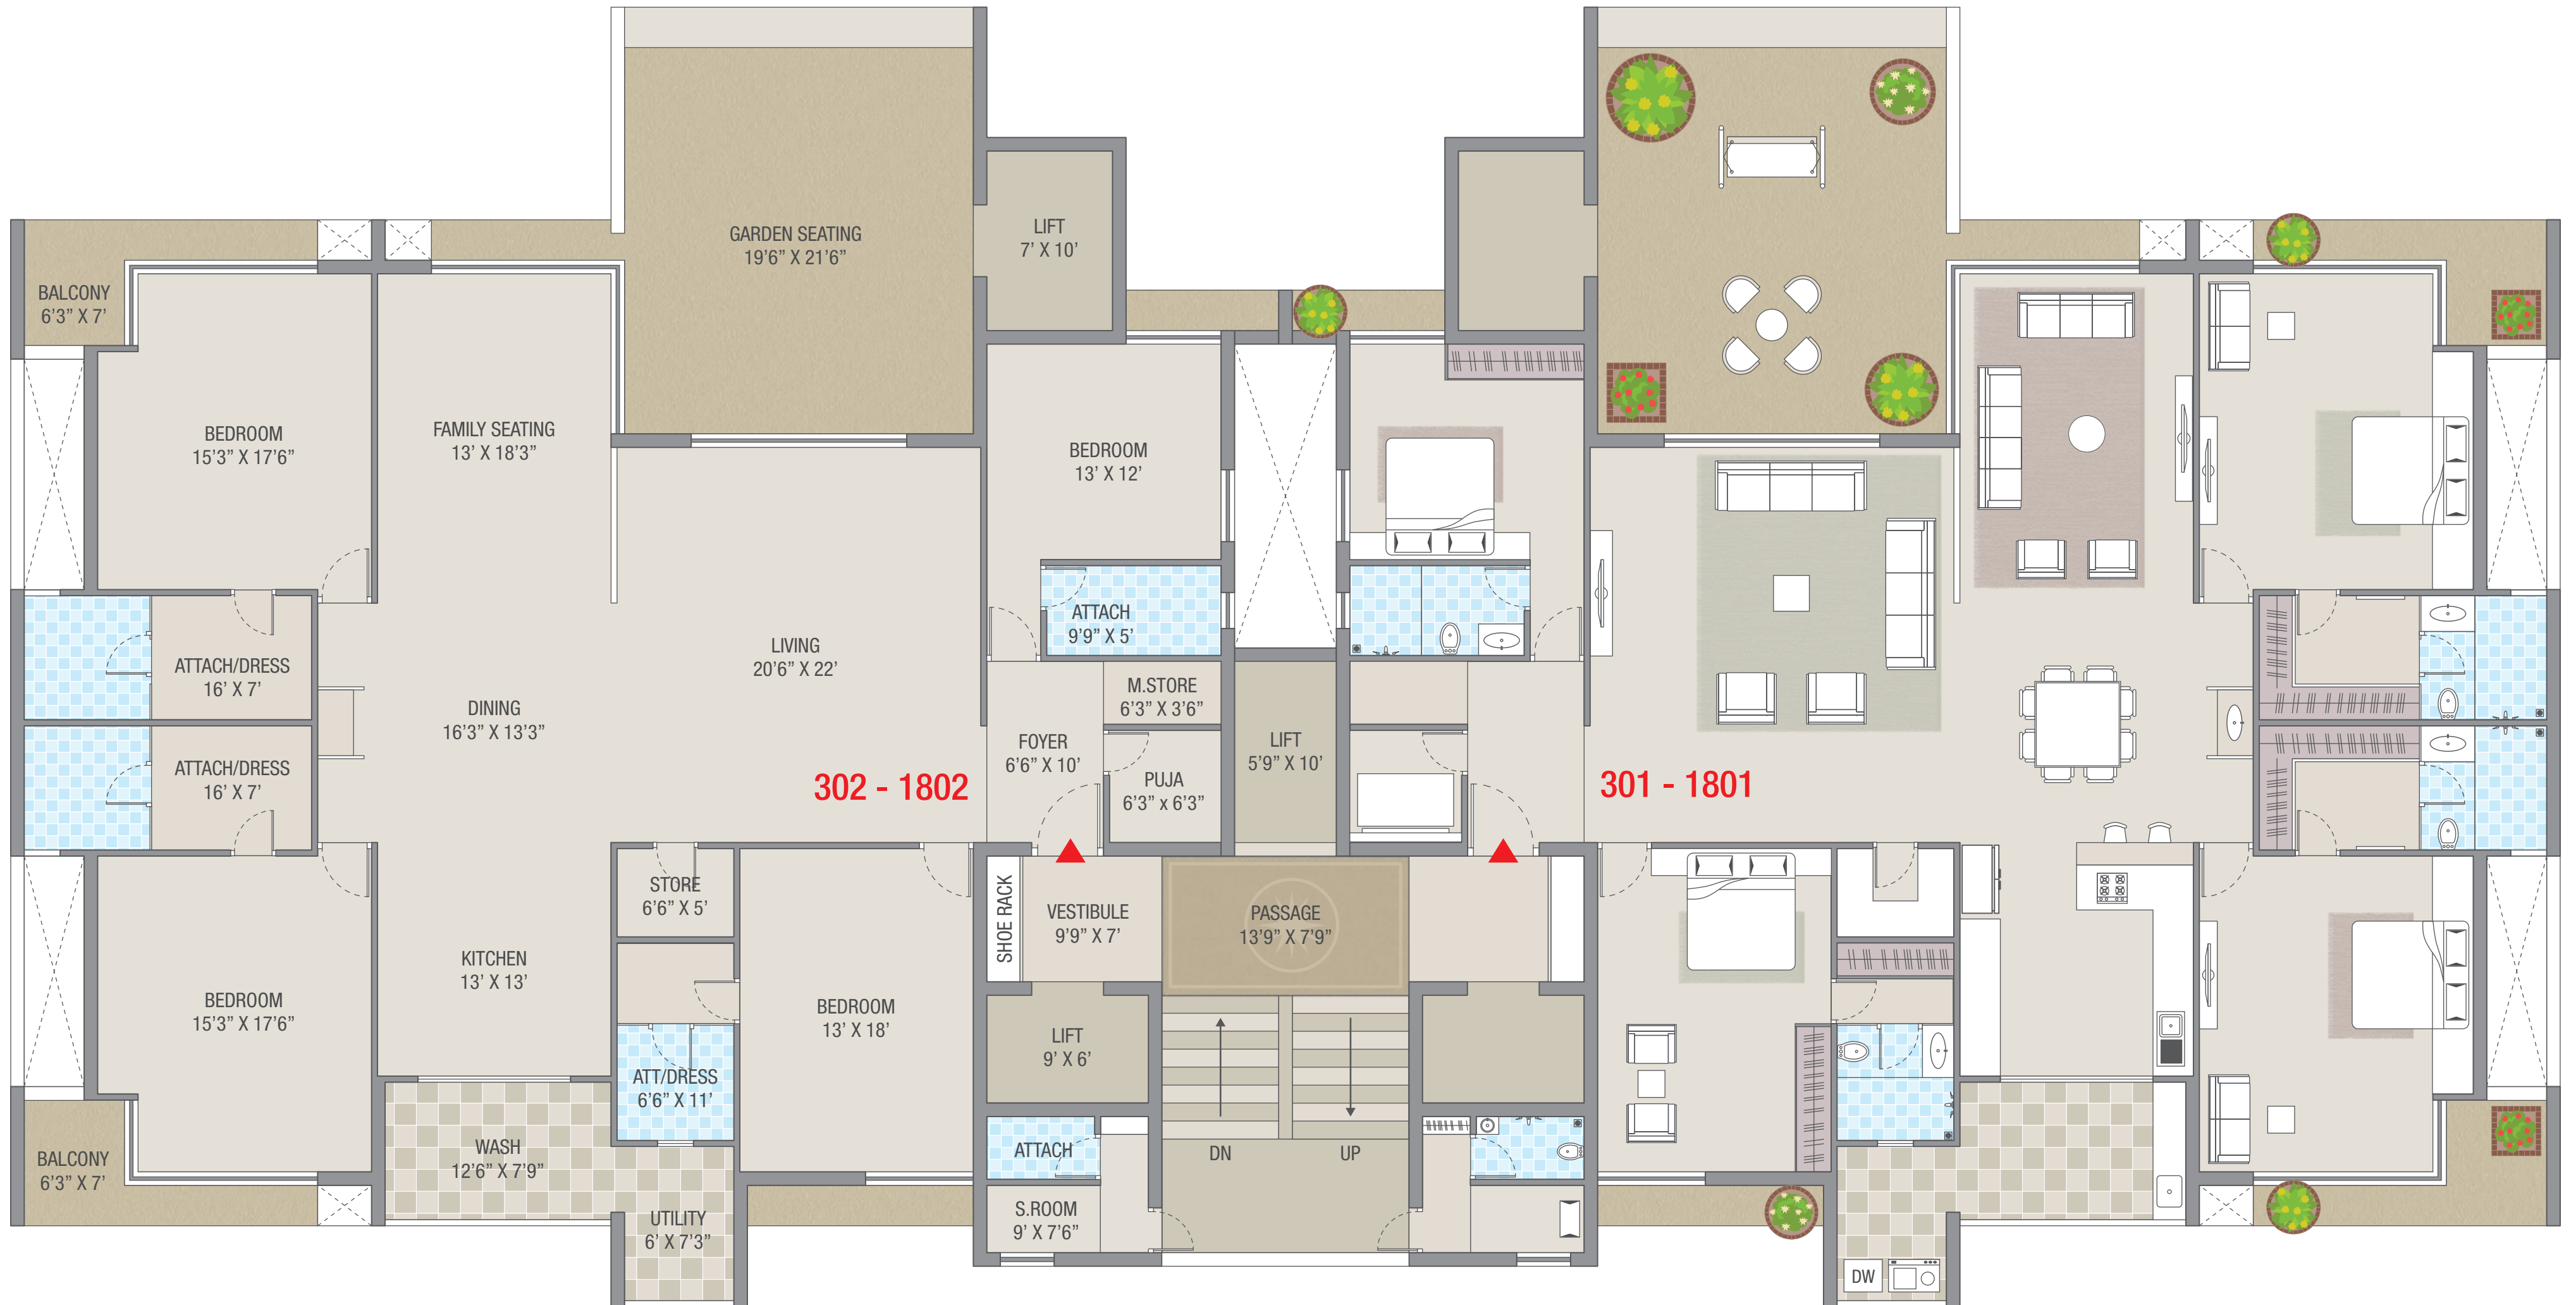 GARDEN SEATING
19'6” X 21'6”
LIFT
7' X 10'
BALCONY
6'3” X 7'
BEDROOM
15'3” X 17'6”
FAMILY SEATING
13' X 18'3”
BEDROOM
13' X 12'
ATTACH
9'9” X 5'
LIVING
20'6” X 22'
ATTACH/DRESS
16' X 7'
M.STORE
6'3” X 3'6”
DINING
16'3” X 13'3”
FOYER
6'6” X 10'
LIFT
5'9” X 10'
ATTACH/DRESS
16' X 7'
PUJA
6'3” x 6'3”
302 - 1802
301 - 1801
STORE
6'6” X 5'
SHOE RACK
VESTIBULE
9'9” X 7'
PASSAGE
13'9” X 7'9”
KITCHEN
13' X 13'
BEDROOM
15'3” X 17'6”
BEDROOM
13' X 18'
LIFT
9' X 6'
ATT/DRESS
6'6” X 11'
WASH
12'6” X 7'9”
ATTACH
DN
UP
BALCONY
6'3” X 7'
S.ROOM
9' X 7'6”
UTILITY
6' X 7'3”
DW